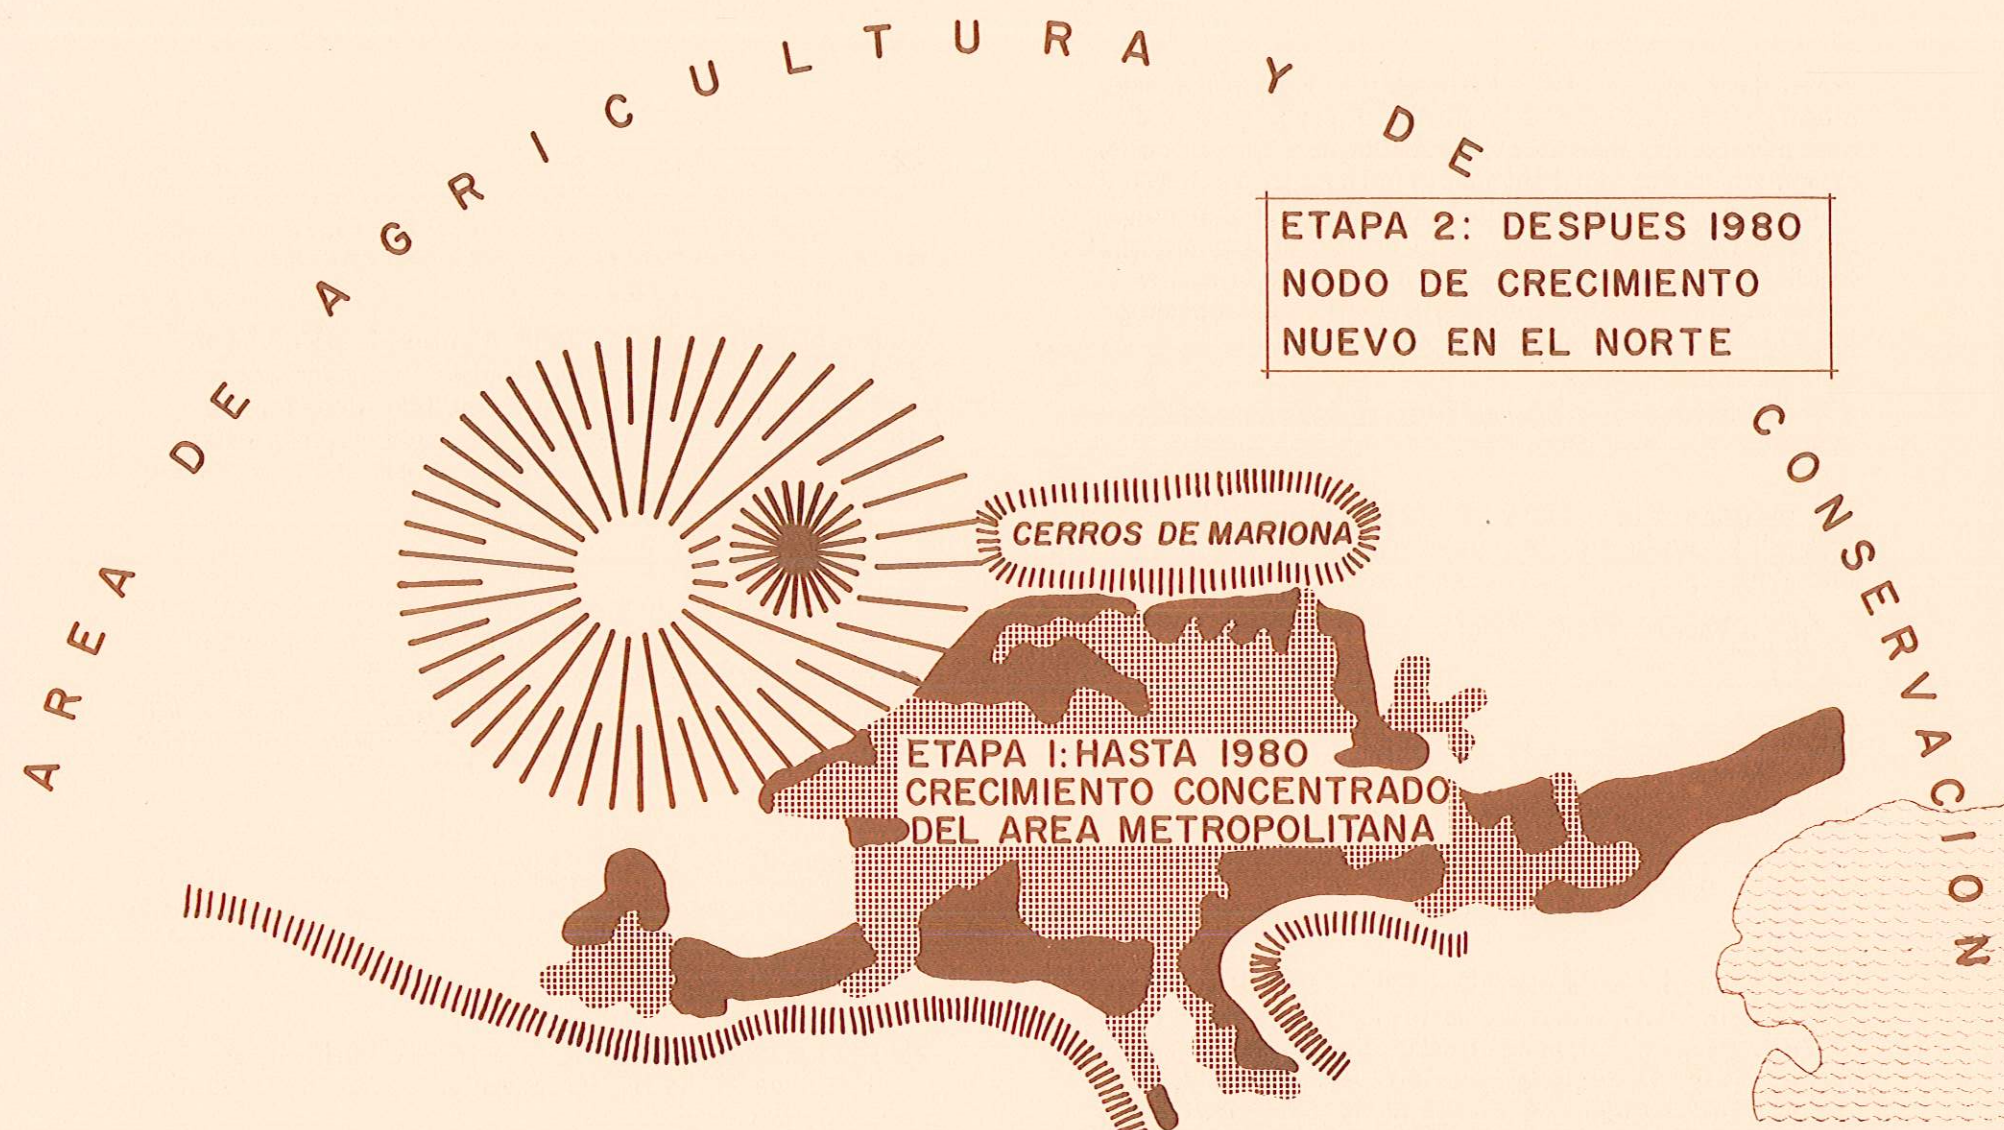 AREA DE AGRICULTURA Y DE CONSERVACION
ETAPA 2: DESPUES 1980
NODO DE CRECIMIENTO
NUEVO EN EL NORTE
CERROS DE MARIONA
ETAPA 1: HASTA 1980
CRECIMIENTO CONCENTRADO
DEL AREA METROPOLITANA